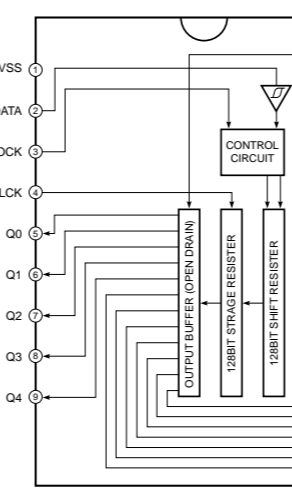 VSS 1
DATA 2
OCK 3
LCK 4
Q0 5
Q1 6
Q2 7
Q3 8
Q4 9
CONTROL
CIRCUIT
OUTPUT BUFFER (OPEN DRAIN)
128BIT STRAGE RESISTER
128BIT SHIFT RESISTER